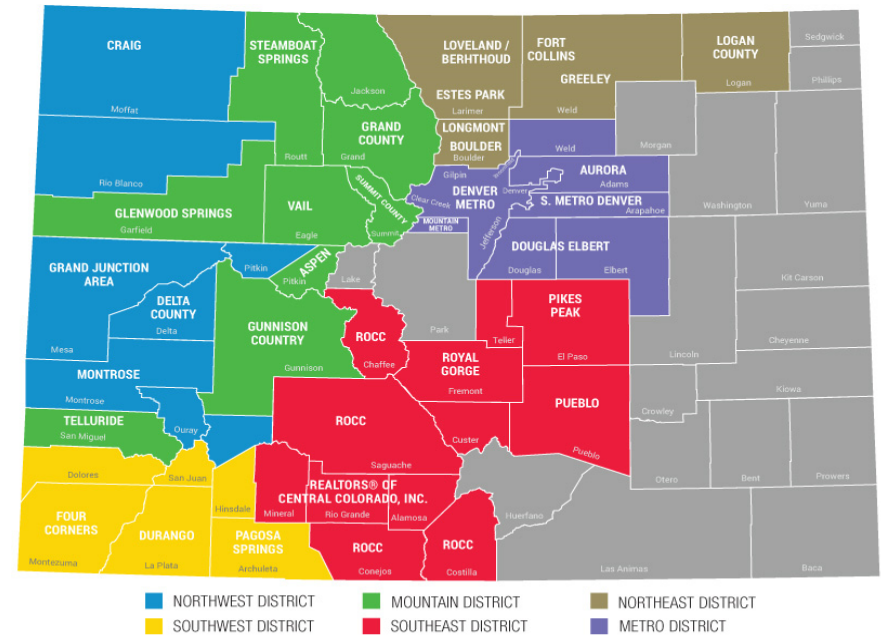 CRAIG
Moffat
STEAMBOAT
SPRINGS
Routt
Jackson
GRAND
COUNTY
Grand
LOVELAND /
BERHTHOUD
ESTES PARK
Larimer
FORT
COLLINS
GREELEY
Weld
LOGAN
COUNTY
Logan
Sedgwick
Phillips
Rio Blanco
LONGMONT
BOULDER
Boulder
Weld
Morgan
Washington
Yuma
GLENWOOD SPRINGS
Garfield
VAIL
Eagle
SUMMIT COUNTY
Summit
Gilpin
Clear Creek
DENVER
METRO
MOUNTAIN
METRO
Jefferson
Denver
AURORA
Adams
S. METRO DENVER
Arapahoe
DOUGLAS ELBERT
Douglas
Elbert
GRAND JUNCTION
AREA
Mesa
DELTA
COUNTY
Delta
Pitkin
ASPEN
Pitkin
Lake
Park
Kit Carson
Lincoln
Cheyenne
GUNNISON
COUNTRY
Gunnison
ROCC
Chaffee
Teller
PIKES
PEAK
El Paso
MONTROSE
Montrose
Ouray
ROYAL
GORGE
Fremont
Custer
PUEBLO
Pueblo
Crowley
Kiowa
TELLURIDE
San Miguel
ROCC
Saguache
Otero
Bent
Prowers
Dolores
San Juan
Hinsdale
REALTORS® OF
CENTRAL COLORADO, INC.
Mineral
Rio Grande
Alamosa
Huerfano
FOUR
CORNERS
Montezuma
DURANGO
La Plata
PAGOSA
SPRINGS
Archuleta
ROCC
Conejos
ROCC
Costilla
Las Animas
Baca
NORTHWEST DISTRICT
MOUNTAIN DISTRICT
NORTHEAST DISTRICT
SOUTHWEST DISTRICT
SOUTHEAST DISTRICT
METRO DISTRICT